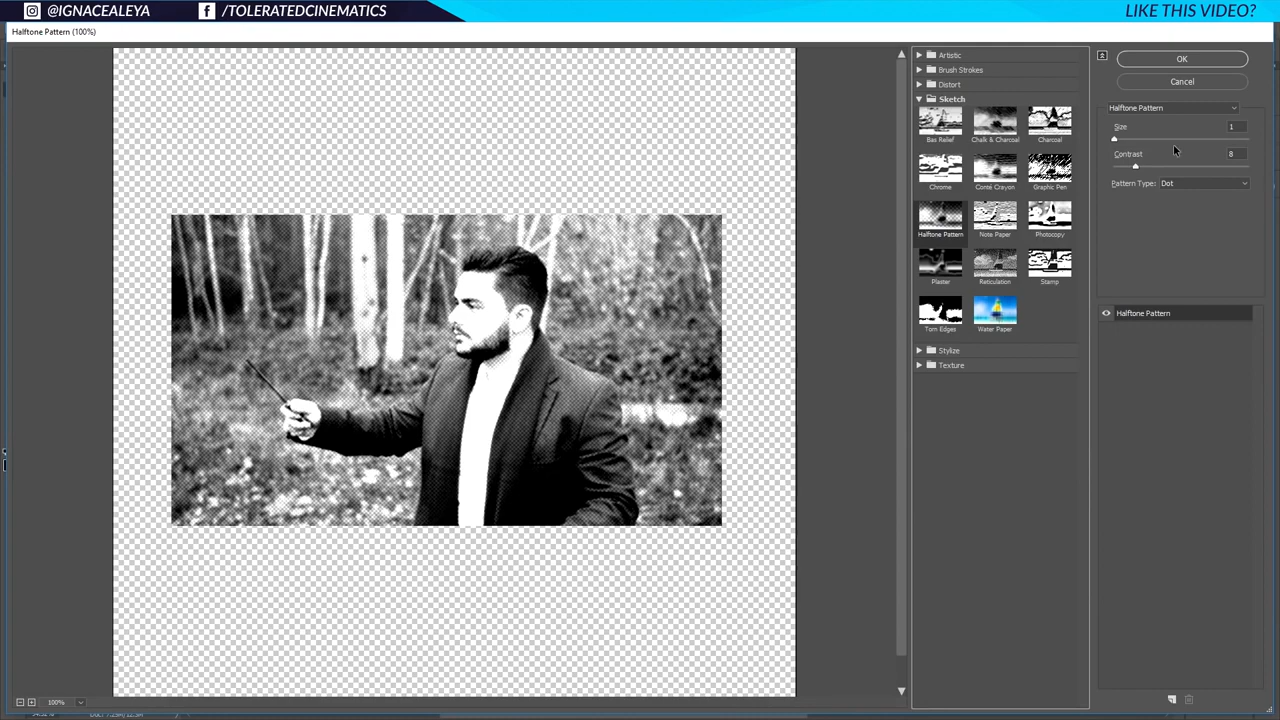 @IGNACEALEYA
/TOLERATEDCINEMATICS
LIKE THIS VIDEO?
Halftone Pattern (100%)
Artistic
Brush Strokes
Distort
Sketch
Bas Relief
Chalk & Charcoal
Charcoal
Chrome
Conté Crayon
Graphic Pen
Halftone Pattern
Note Paper
Photocopy
Plaster
Reticulation
Stamp
Torn Edges
Water Paper
Stylize
Texture
OK
Cancel
Halftone Pattern
Size 1
Contrast 8
Pattern Type: Dot
Halftone Pattern
100%